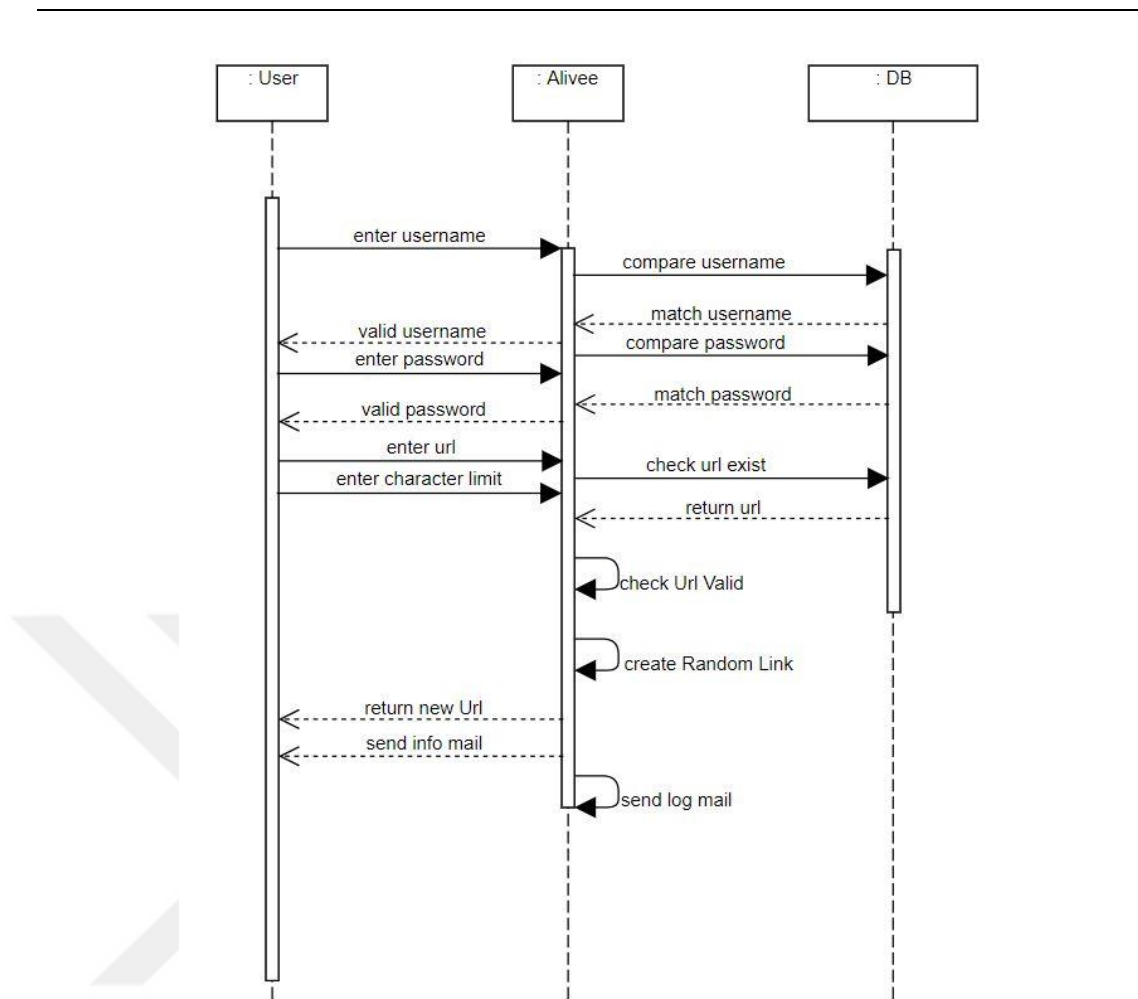 : User
: Alivee
: DB
enter username
compare username
match username
valid username
compare password
enter password
match password
valid password
enter url
check url exist
enter character limit
return url
check Url Valid
create Random Link
return new Url
send info mail
send log mail